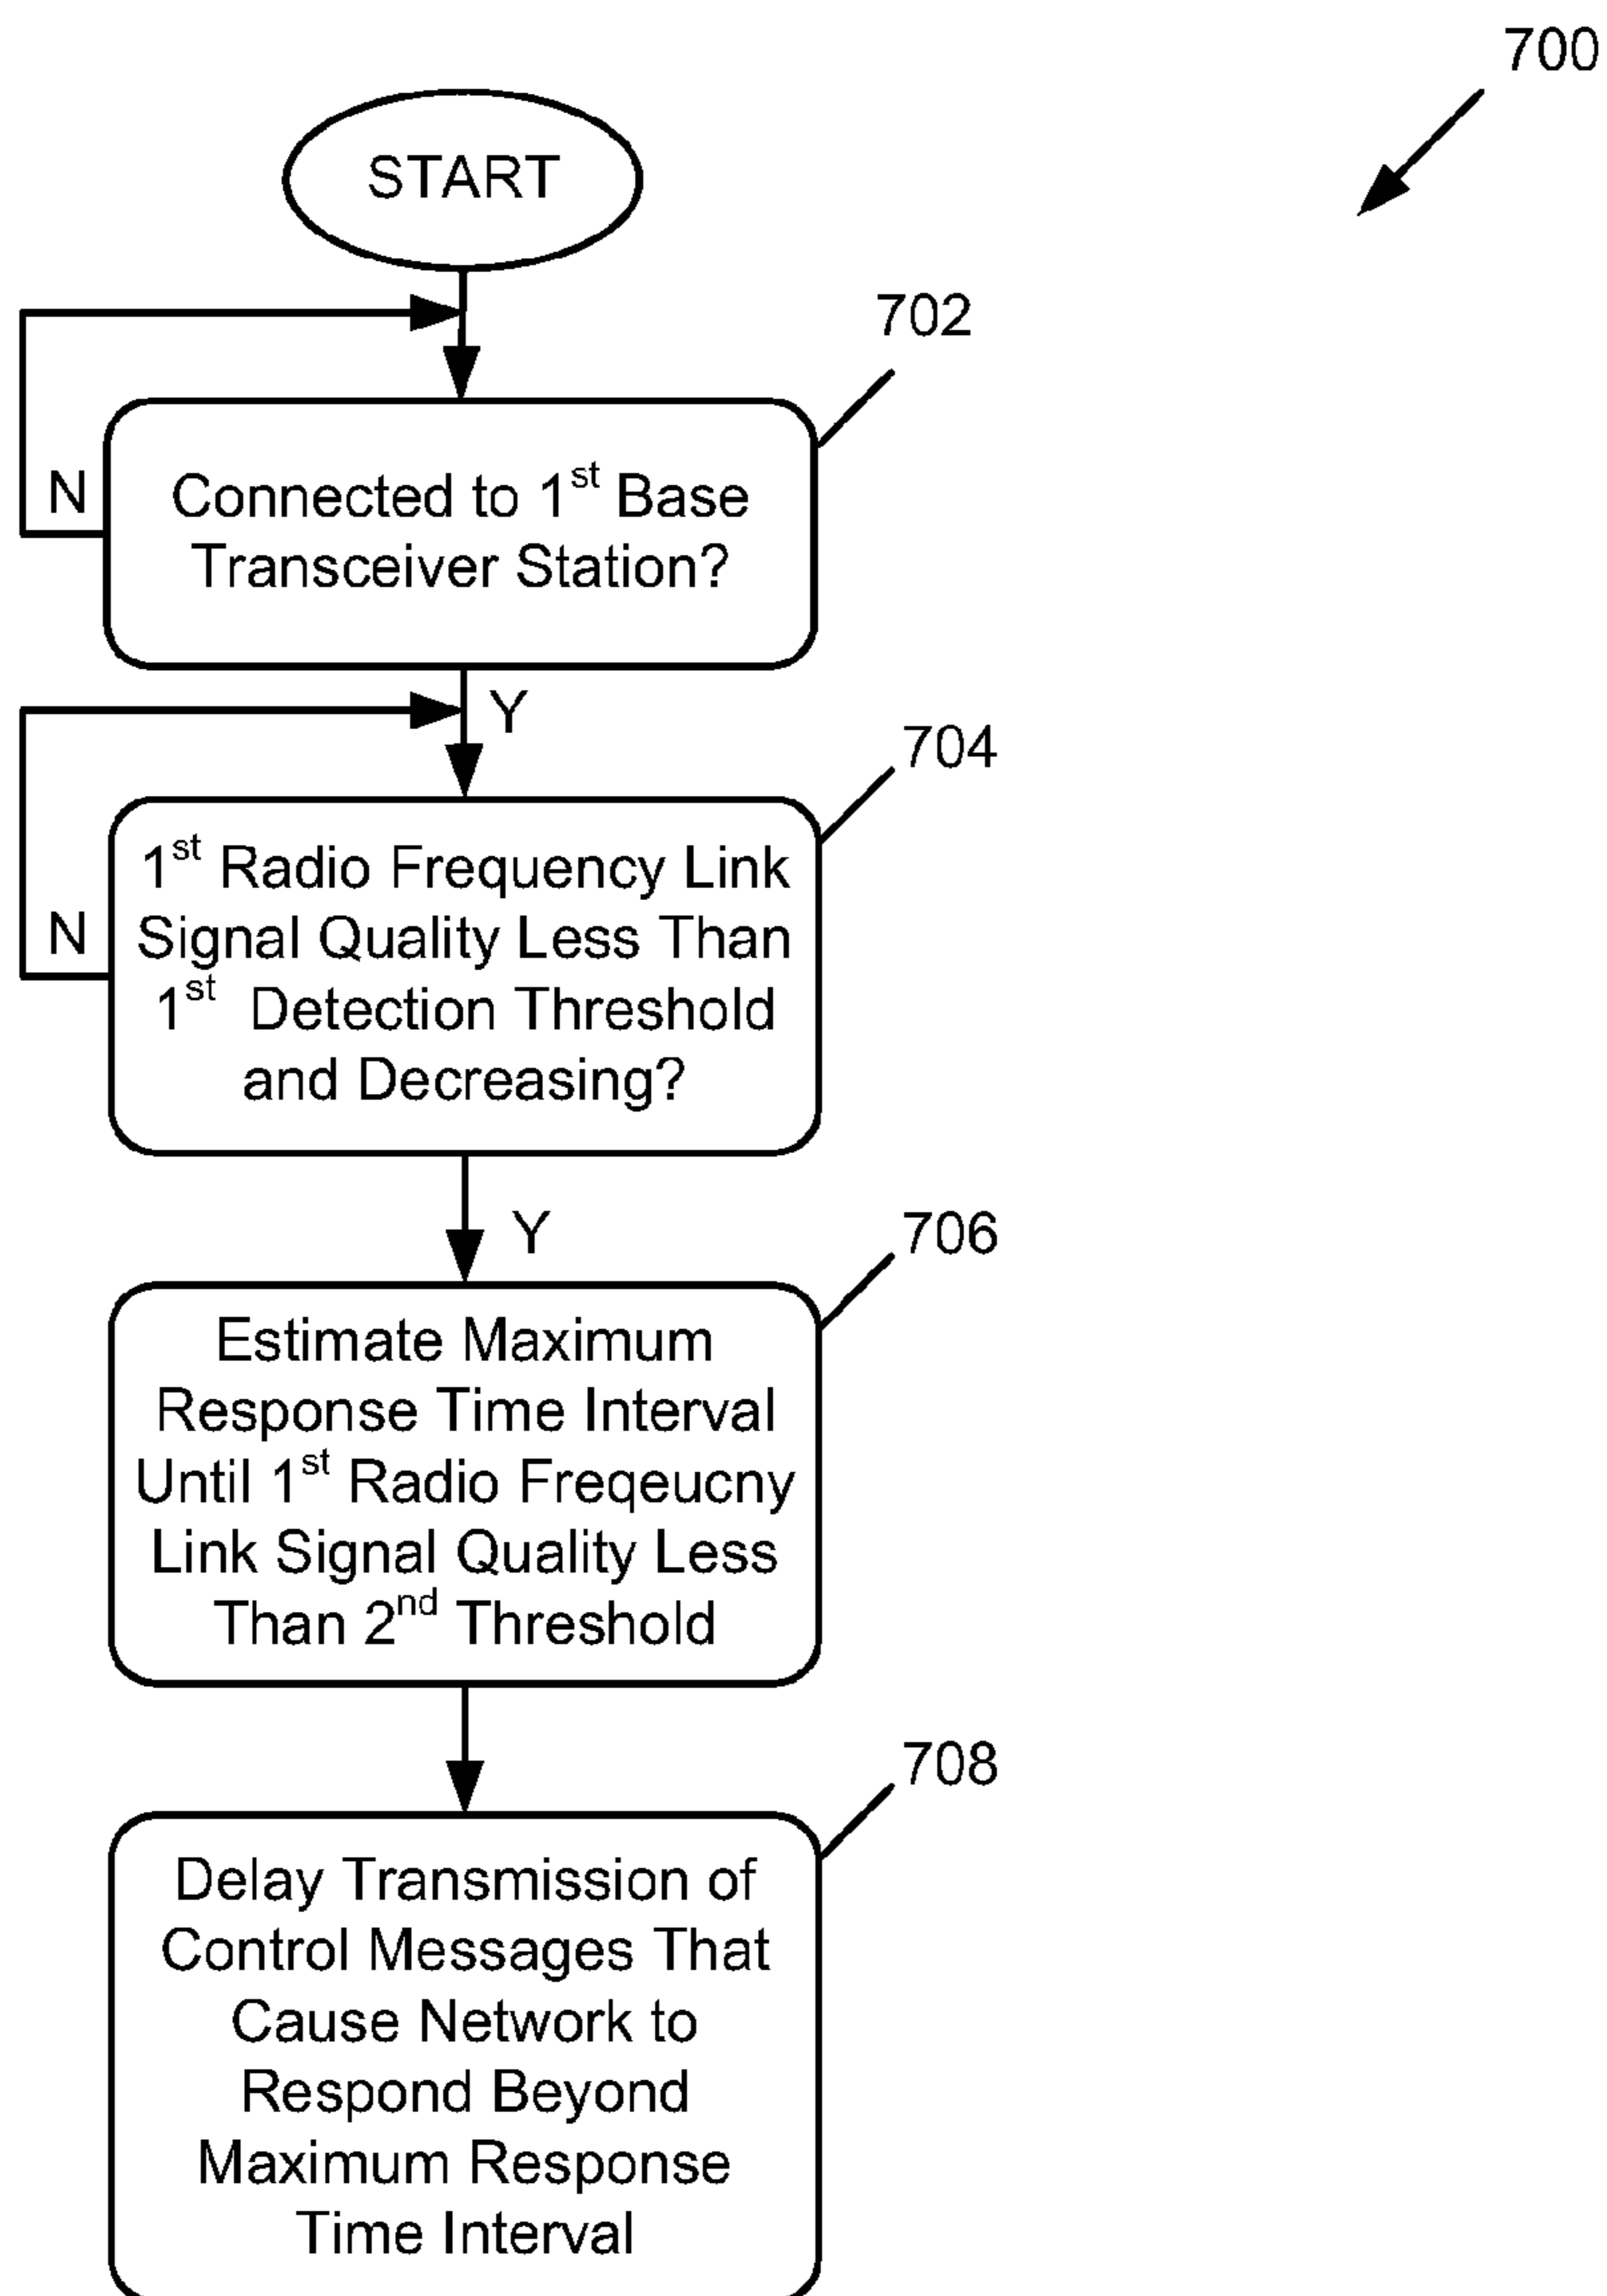 700
START
702
N
Connected to 1st Base
Transceiver Station?
Y
704
1st Radio Frequency Link
N
Signal Quality Less Than
1st Detection Threshold
and Decreasing?
Y
706
Estimate Maximum
Response Time Interval
Until 1st Radio Freqeucny
Link Signal Quality Less
Than 2nd Threshold
708
Delay Transmission of
Control Messages That
Cause Network to
Respond Beyond
Maximum Response
Time Interval